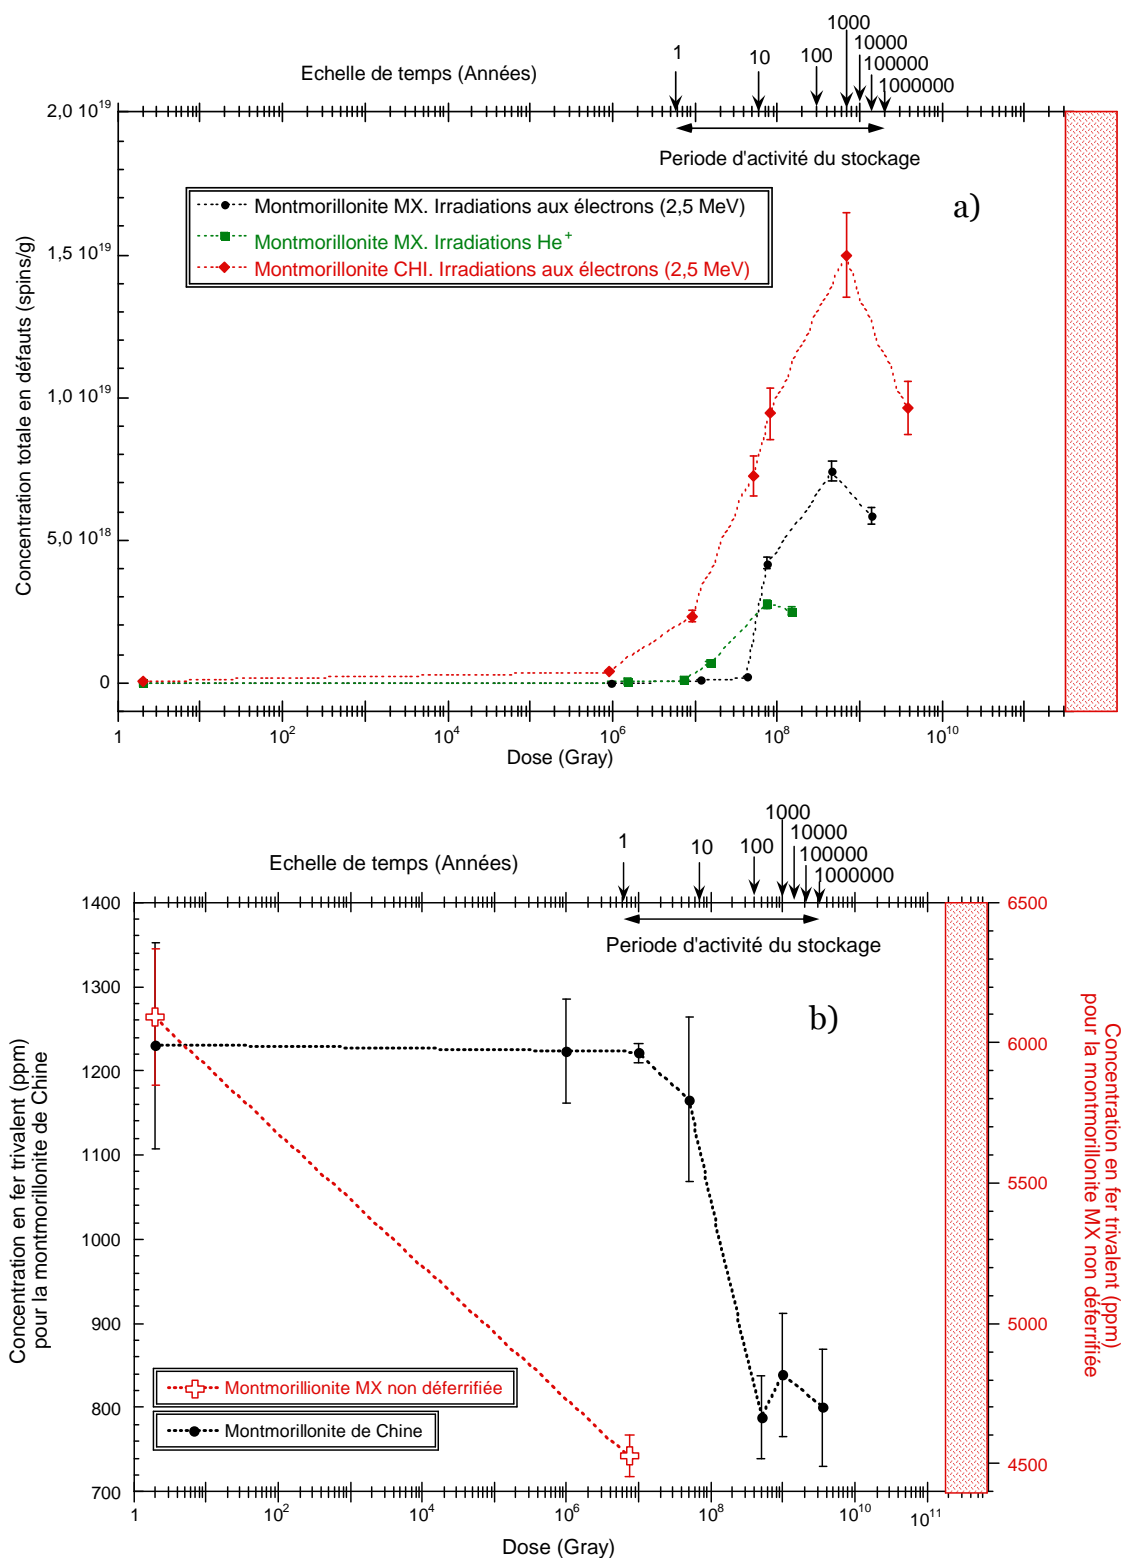 1
10
100
1000
10000
100000
1000000
Echelle de temps (Années)
2,0 10^19
Periode d'activité du stockage
a)
Montmorillonite MX. Irradiations aux électrons (2,5 MeV)
Montmorillonite MX. Irradiations He^+
Montmorillonite CHI. Irradiations aux électrons (2,5 MeV)
1,5 10^19
1,0 10^19
5,0 10^18
0
Concentration totale en défauts (spins/g)
1
10^2
10^4
10^6
10^8
10^10
Dose (Gray)
1
10
100
1000
10000
100000
1000000
Echelle de temps (Années)
Periode d'activité du stockage
b)
1400
1300
1200
1100
1000
900
800
700
Concentration en fer trivalent (ppm)
pour la montmorillonite de Chine
6500
6000
5500
5000
4500
Concentration en fer trivalent (ppm)
pour la montmorillonite MX non déferrifiée
Montmorillionite MX non déferrifiée
Montmorillonite de Chine
1
10^2
10^4
10^6
10^8
10^10
10^11
Dose (Gray)